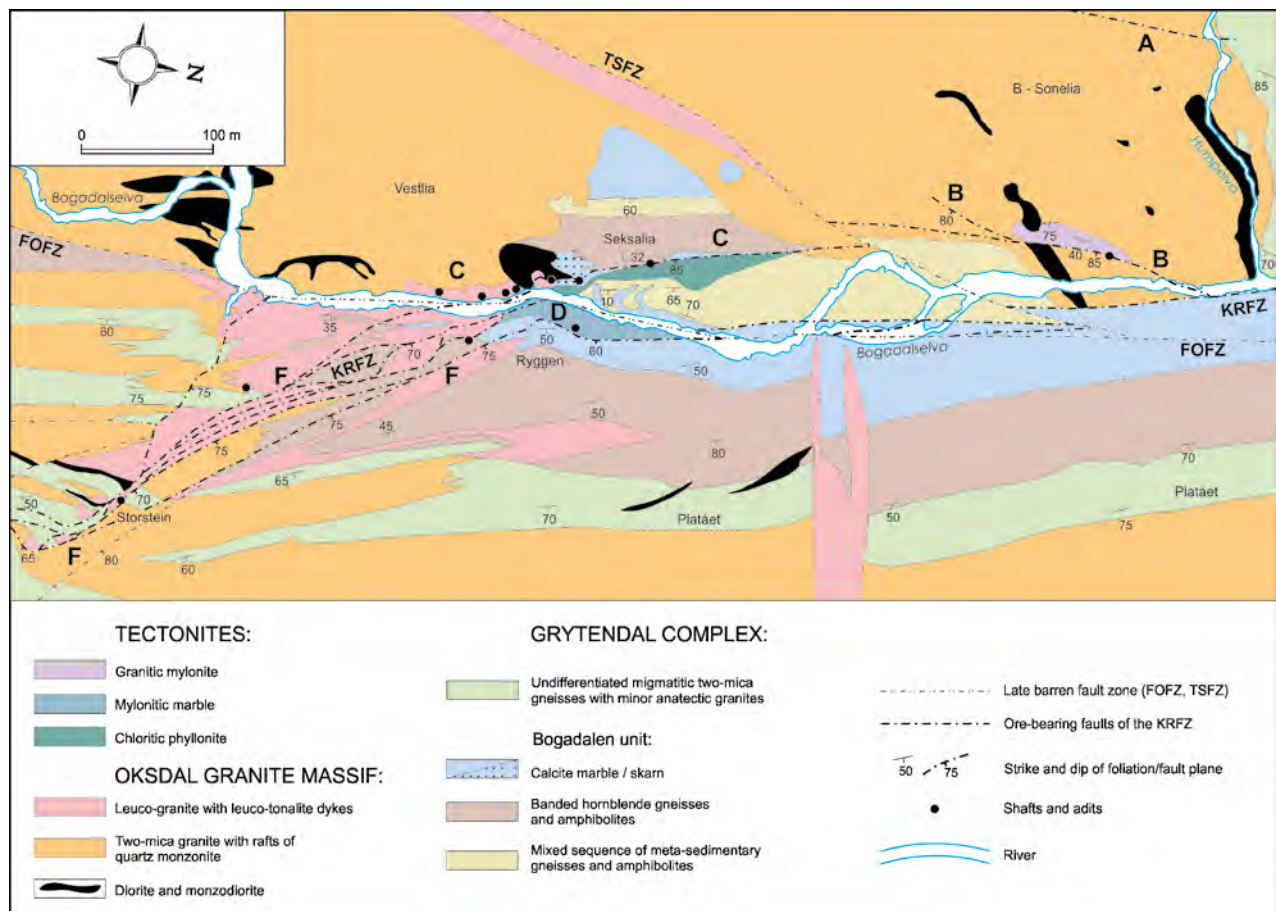 N
0
100 m
TSFZ
A
B - Sonelia
85
Humpelva
Bogadalselva
Vestlia
60
B
80
Seksalia
C
75
FOFZ
32
85
40
85
B
700
C
10
65
70
KRFZ
60
35
D
50
60
Bogadalselva
FOFZ
KRFZ
70
75
Ryggen
50
F
F
75
75
75
45
50
80
70
75
65
50
70
Storstein
70
Platået
50
Platået
75
65
F
80
60
TECTONITES:
Granitic mylonite
Mylonitic marble
Chloritic phyllonite
OKSDAL GRANITE MASSIF:
Leuco-granite with leuco-tonalite dykes
Two-mica granite with rafts of
quartz monzonite
Diorite and monzodiorite
GRYTENDAL COMPLEX:
Undifferentiated migmatitic two-mica
gneisses with minor anatectic granites
Bogadalen unit:
Calcite marble / skarn
Banded hornblende gneisses
and amphibolites
Mixed sequence of meta-sedimentary
gneisses and amphibolites
Late barren fault zone (FOFZ, TSFZ)
Ore-bearing faults of the KRFZ
50
75
Strike and dip of foliation/fault plane
Shafts and adits
River